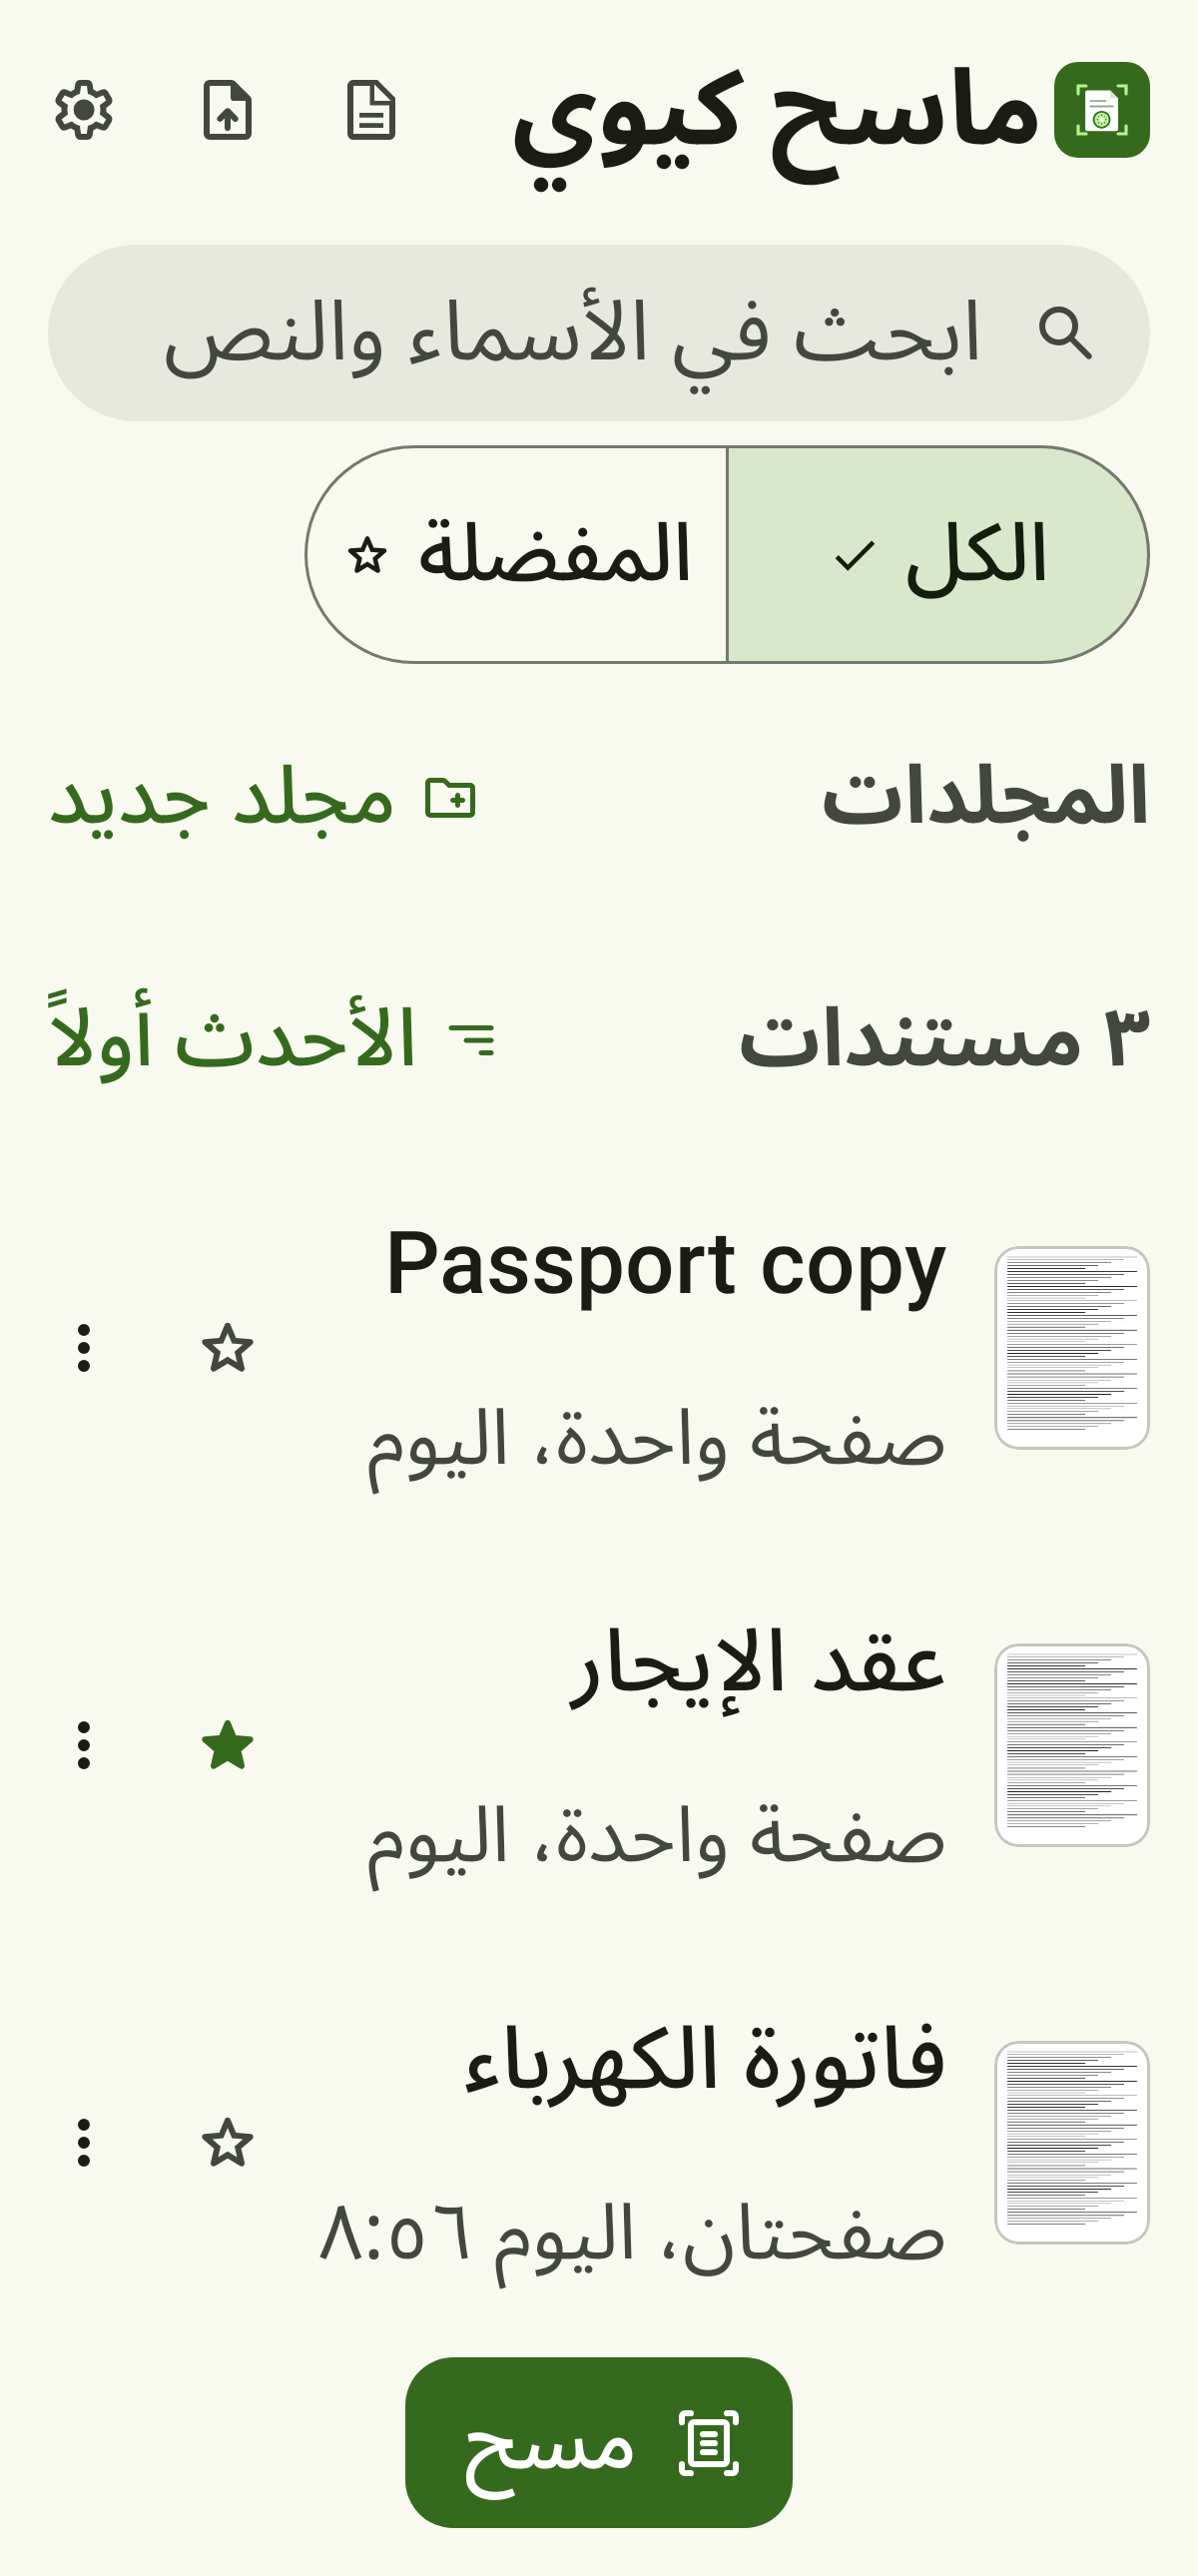 ماسح كيوي
ابحث في الأسماء والنص
الكل
المفضلة
المجلدات
مجلد جديد
٣ مستندات
الأحدث أولاً
Passport copy
صفحة واحدة، اليوم
عقد الإيجار
صفحة واحدة، اليوم
فاتورة الكهرباء
صفحتان، اليوم ٨:٥٦
مسح